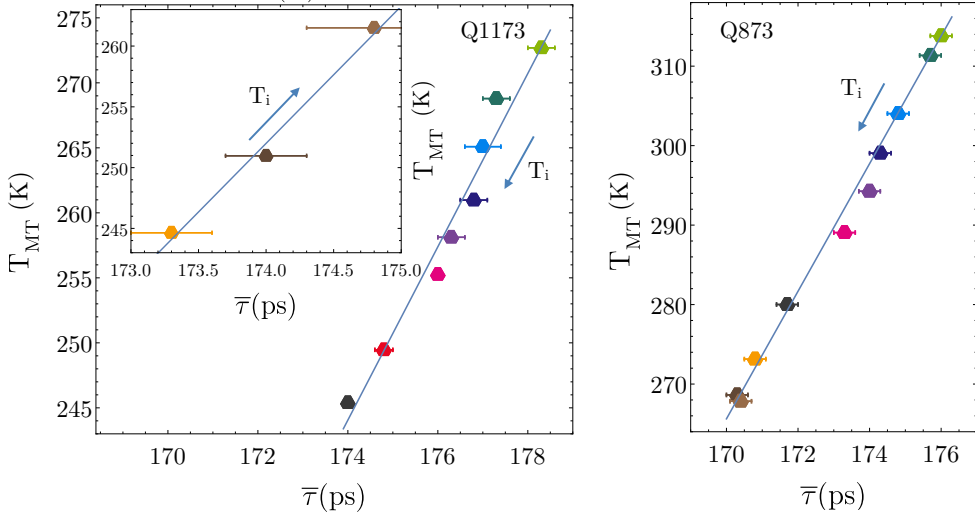 Q1173
275
270
265
260
255
250
245
T_MT (K)
170
172
174
176
178
τ̅(ps)
T_i
260
255
250
245
T_MT (K)
173.0
173.5
174.0
174.5
175.0
τ̅(ps)
T_i
Q873
310
300
290
280
270
T_MT (K)
170
172
174
176
τ̅(ps)
T_i